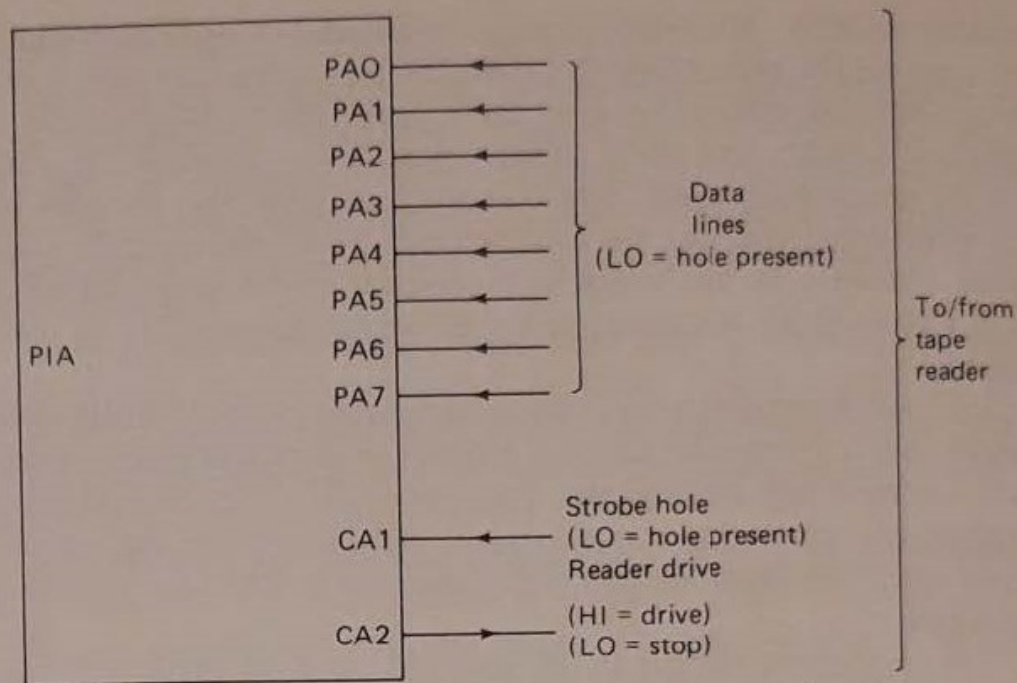 PA0
PA1
PA2
PA3
PA4
PA5
PA6
PA7
PIA
Data
lines
(LO = hole present)
To/from
tape
reader
CA1
Strobe hole
(LO = hole present)
Reader drive
CA2
(HI = drive)
(LO = stop)